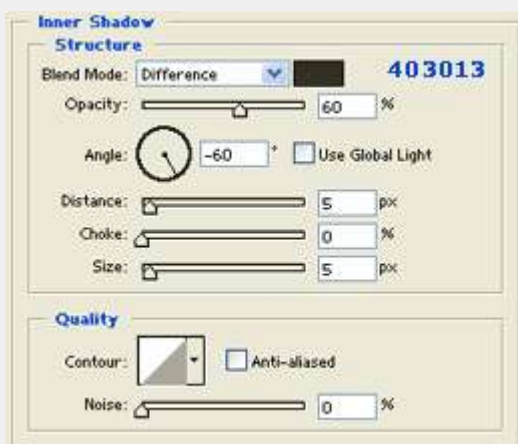 Inner Shadow
Structure
Blend Mode: Difference 403013
Opacity: 60 %
Angle: -60 ° Use Global Light
Distance: 5 px
Choke: 0 %
Size: 5 px
Quality
Contour: Anti-aliased
Noise: 0 %